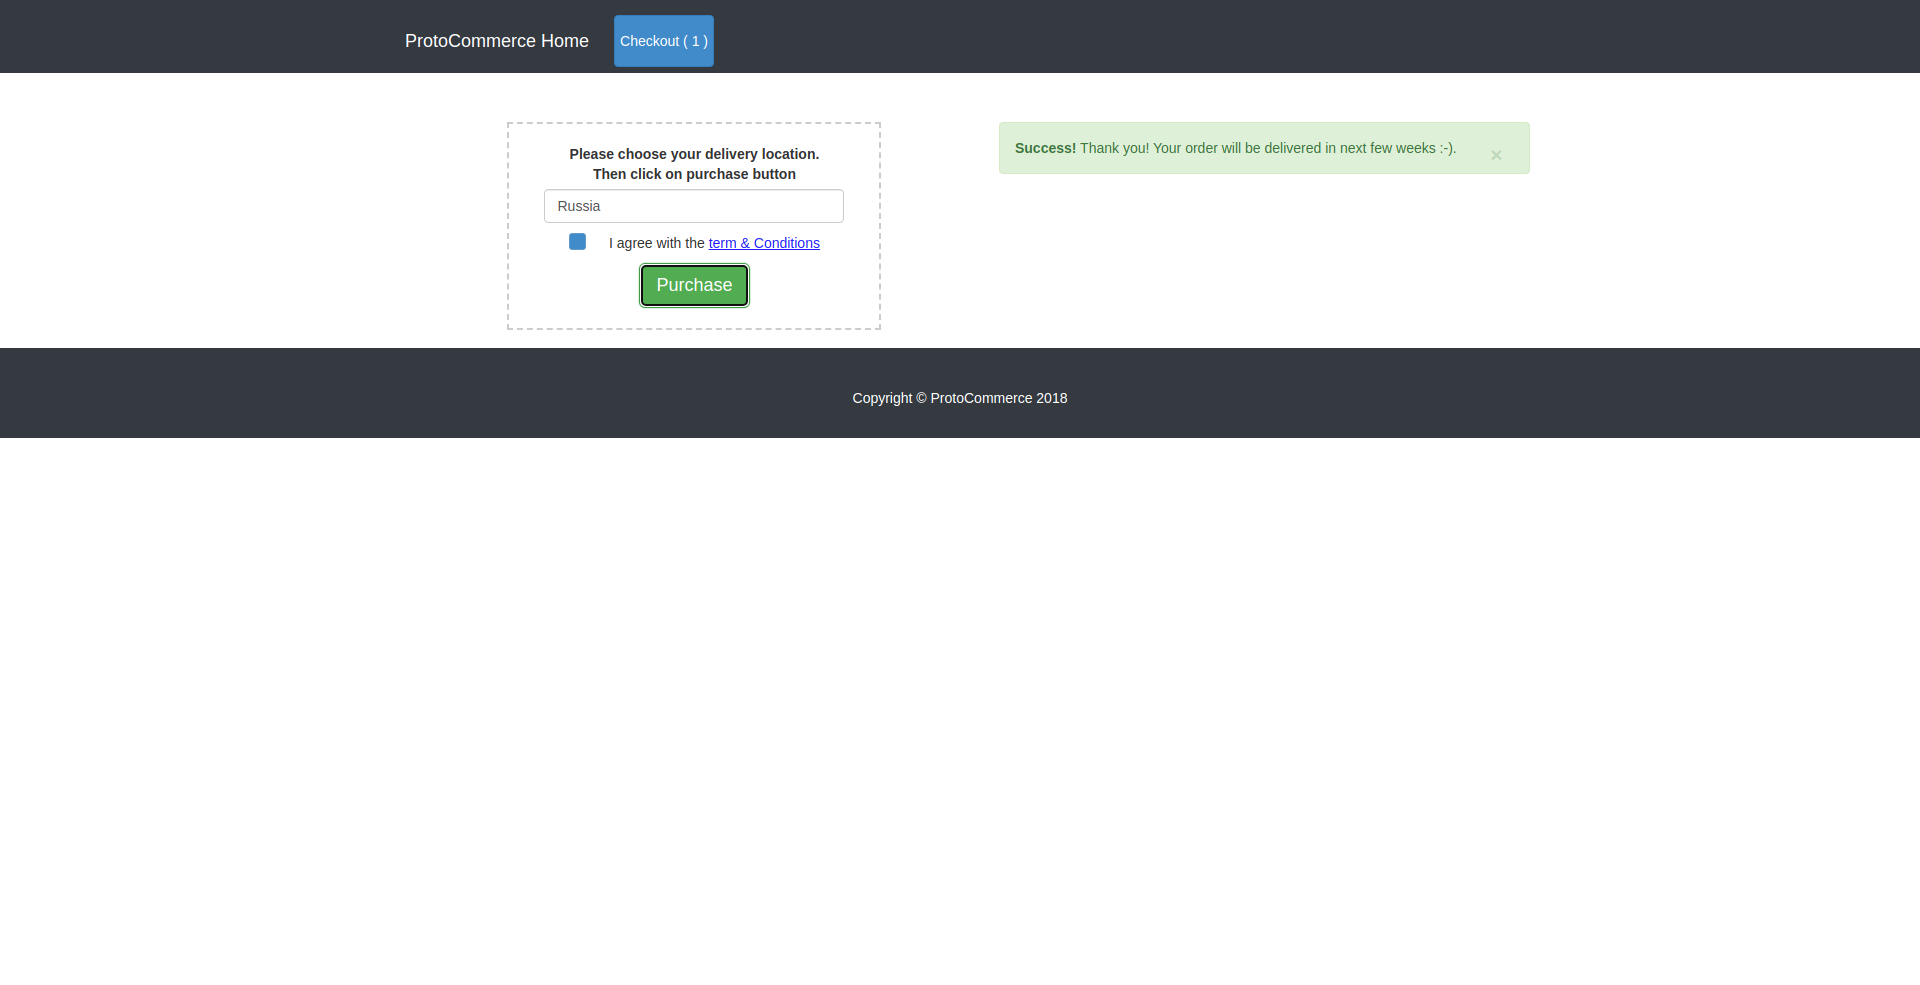 ProtoCommerce Home
Checkout ( 1 )
Please choose your delivery location.
Then click on purchase button
Russia
I agree with the term & Conditions
Purchase
Success! Thank you! Your order will be delivered in next few weeks :-).
×
Copyright © ProtoCommerce 2018